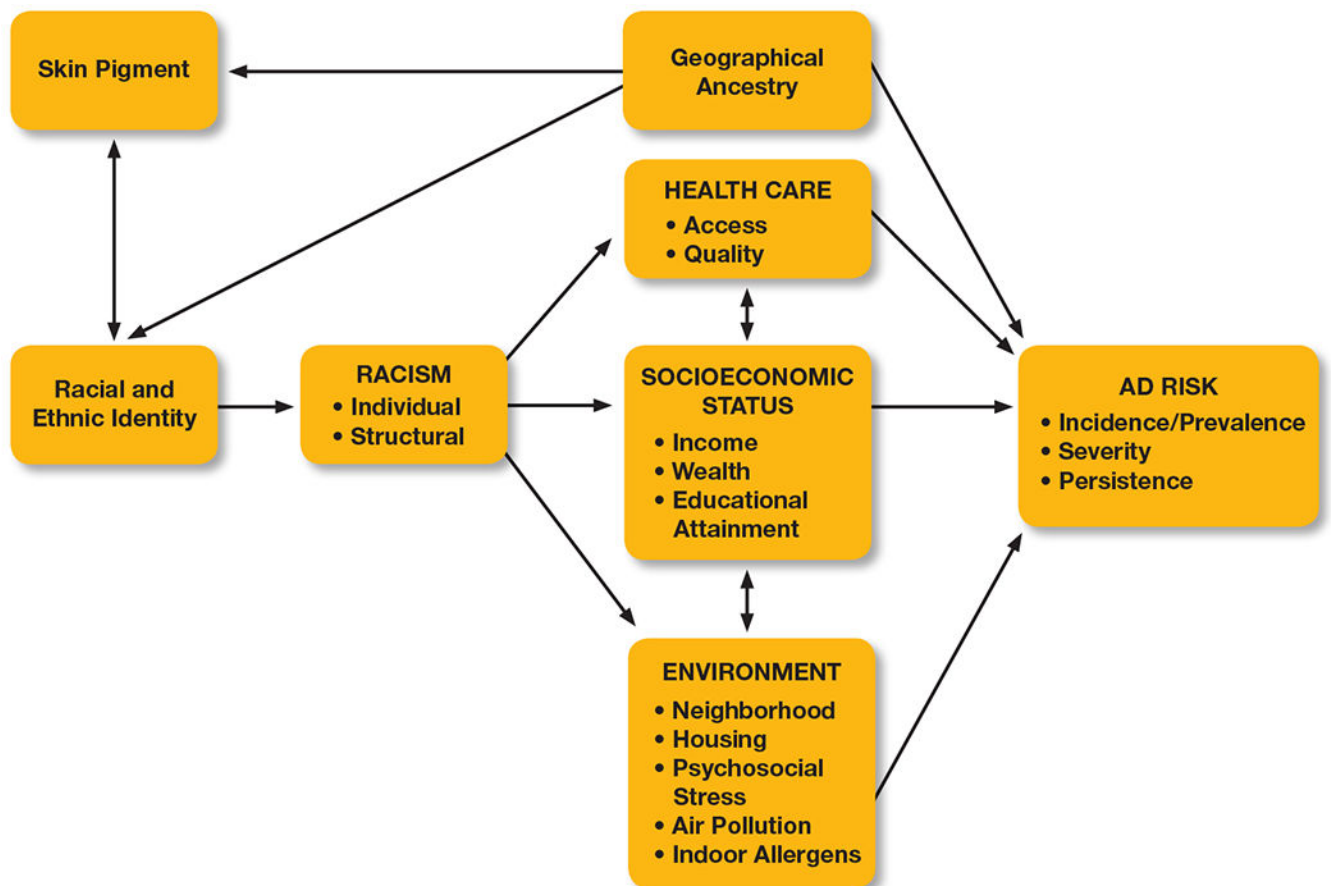 Skin Pigment
Geographical
Ancestry
HEALTH CARE
• Access
• Quality
Racial and
Ethnic Identity
RACISM
• Individual
• Structural
SOCIOECONOMIC
STATUS
• Income
• Wealth
• Educational
Attainment
AD RISK
• Incidence/Prevalence
• Severity
• Persistence
ENVIRONMENT
• Neighborhood
• Housing
• Psychosocial
Stress
• Air Pollution
• Indoor Allergens